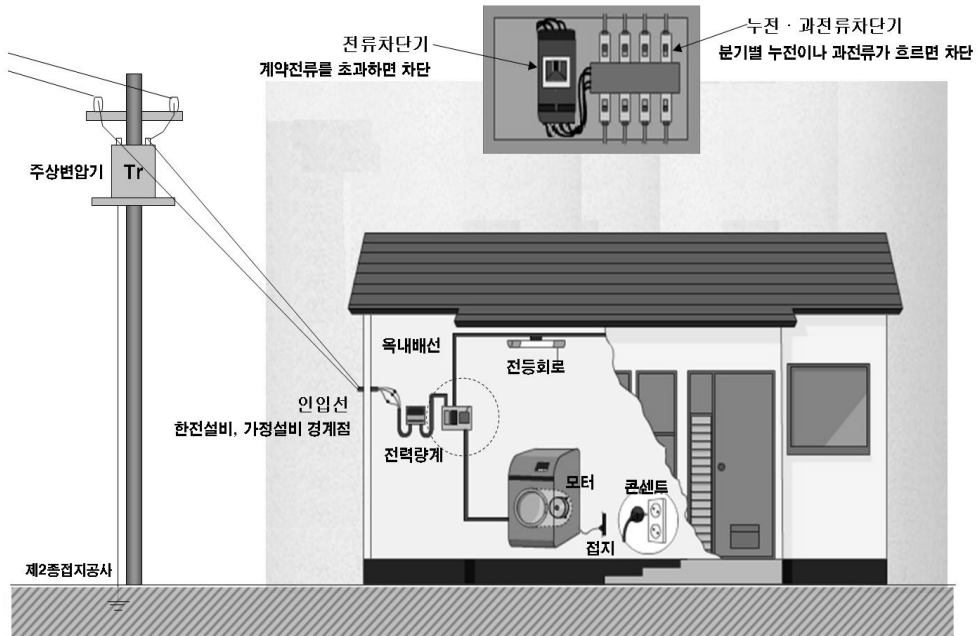 전류차단기
계약전류를 초과하면 차단
누전 · 과전류차단기
분기별 누전이나 과전류가 흐르면 차단
주상변압기
Tr
옥내배선
전등회로
인입선
한전설비, 가정설비 경계점
전력량계
모터
콘센트
접지
제2종접지공사